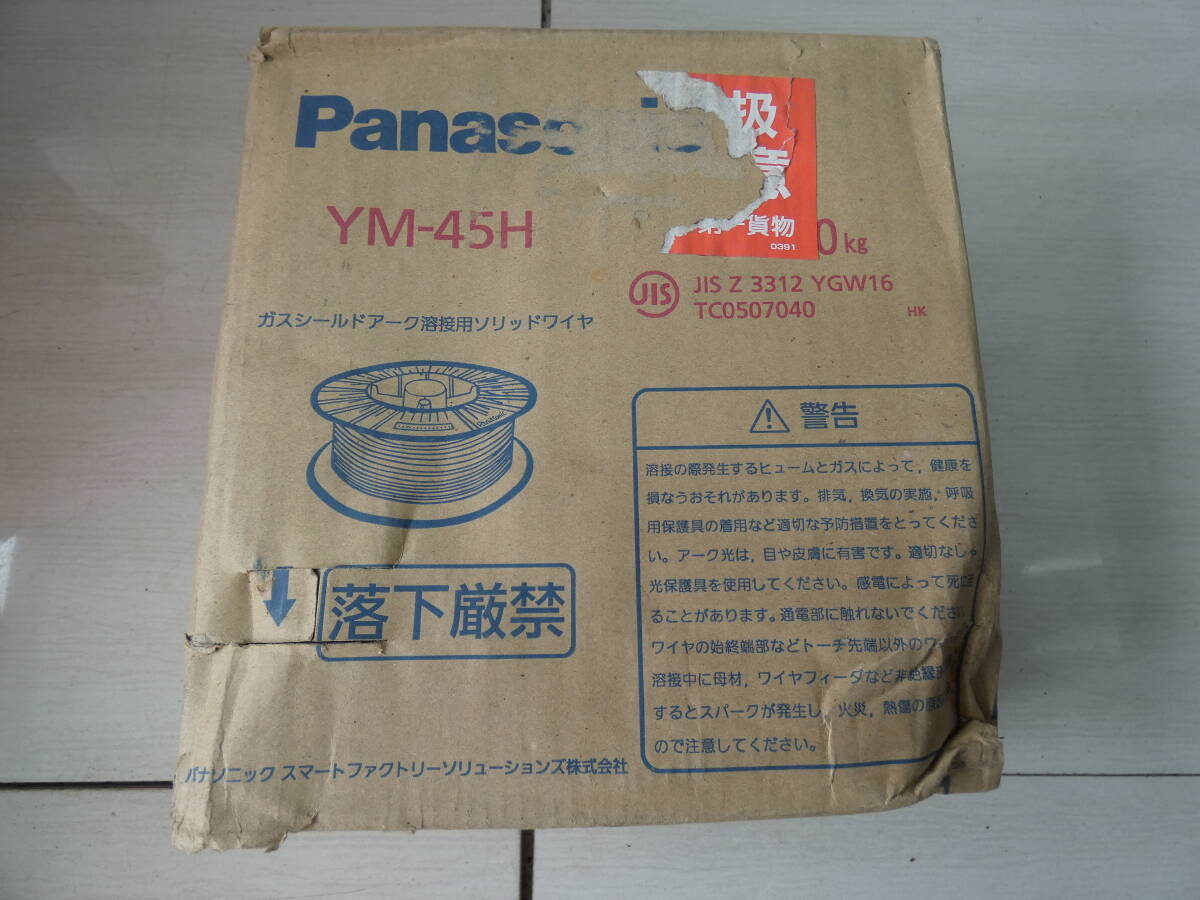 Panasonic
扱
意
第一貨物
0391
YM-45H
0kg
JIS
JIS Z 3312 YGW16
TC0507040
HK
ガスシールドアーク溶接用ソリッドワイヤ
Panasonic
警告
溶接の際発生するヒュームとガスによって，健康を
損なうおそれがあります。排気，換気の実施，呼吸
用保護具の着用など適切な予防措置をとってくださ
い。アーク光は，目や皮膚に有害です。適切なしゃ
光保護具を使用してください。感電によって死亡す
ることがあります。通電部に触れないでください
ワイヤの始終端部などトーチ先端以外のワ
溶接中に母材，ワイヤフィーダなど非絶縁
するとスパークが発生し，火災，熱傷の原
ので注意してください。
落下厳禁
パナソニック スマートファクトリーソリューションズ株式会社